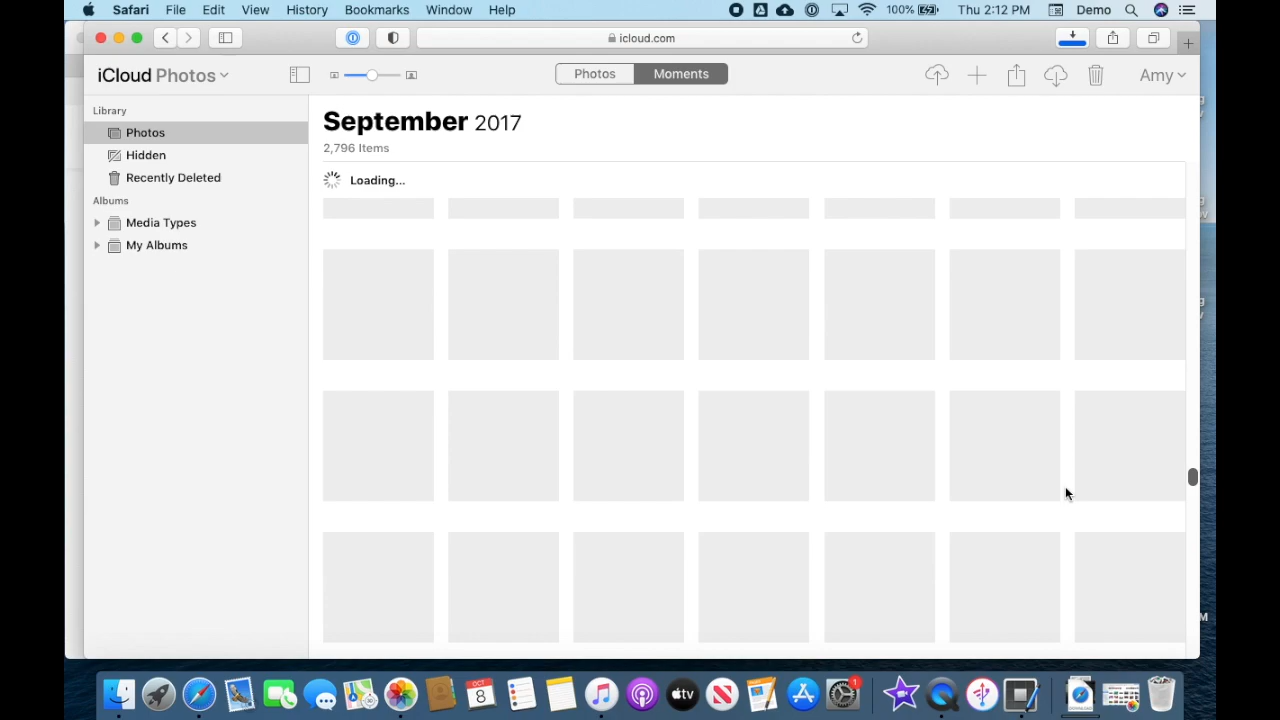 Safari File Edit View History Bookmarks Window Help 100% Thu 2:12 PM Demo
icloud.com
iCloud Photos Photos Moments Amy
Library
Photos
Hidden
Recently Deleted
Albums
Media Types
My Albums
September 2017
2,796 Items
Loading...